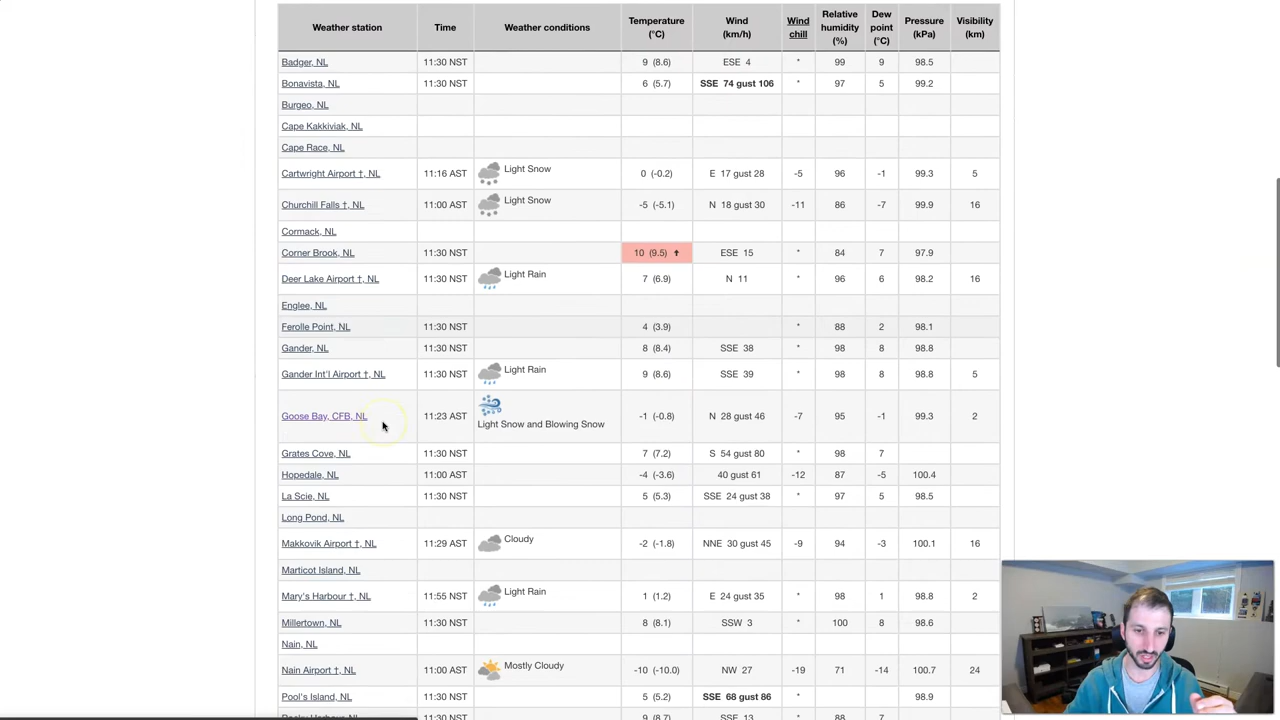 Weather station Time Weather conditions Temperature (°C) Wind (km/h) Wind chill Relative humidity (%) Dew point (°C) Pressure (kPa) Visibility (km)
Badger, NL 11:30 NST 9 (8.6) ESE 4 * 99 9 98.5
Bonavista, NL 11:30 NST 6 (5.7) SSE 74 gust 106 * 97 5 99.2
Burgeo, NL
Cape Kakkiviak, NL
Cape Race, NL
Cartwright Airport †, NL 11:16 AST Light Snow 0 (-0.2) E 17 gust 28 -5 96 -1 99.3 5
Churchill Falls †, NL 11:00 AST Light Snow -5 (-5.1) N 18 gust 30 -11 86 -7 99.9 16
Cormack, NL
Corner Brook, NL 11:30 NST 10 (9.5) ↑ ESE 15 * 84 7 97.9
Deer Lake Airport †, NL 11:30 NST Light Rain 7 (6.9) N 11 * 96 6 98.2 16
Englee, NL
Ferolle Point, NL 11:30 NST 4 (3.9) * 88 2 98.1
Gander, NL 11:30 NST 8 (8.4) SSE 38 * 98 8 98.8
Gander Int'l Airport †, NL 11:30 NST Light Rain 9 (8.6) SSE 39 * 98 8 98.8 5
Goose Bay, CFB, NL 11:23 AST Light Snow and Blowing Snow -1 (-0.8) N 28 gust 46 -7 95 -1 99.3 2
Grates Cove, NL 11:30 NST 7 (7.2) S 54 gust 80 * 98 7
Hopedale, NL 11:00 AST -4 (-3.6) 40 gust 61 -12 87 -5 100.4
La Scie, NL 11:30 NST 5 (5.3) SSE 24 gust 38 * 97 5 98.5
Long Pond, NL
Makkovik Airport †, NL 11:29 AST Cloudy -2 (-1.8) NNE 30 gust 45 -9 94 -3 100.1 16
Marticot Island, NL
Mary's Harbour †, NL 11:55 NST Light Rain 1 (1.2) E 24 gust 35 * 98 1 98.8 2
Millertown, NL 11:30 NST 8 (8.1) SSW 3 * 100 8 98.6
Nain, NL
Nain Airport †, NL 11:00 AST Mostly Cloudy -10 (-10.0) NW 27 -19 71 -14 100.7 24
Pool's Island, NL 11:30 NST 5 (5.2) SSE 68 gust 86 * 98.9
11:30 NST 9 (8.7) SSE 13 * 88 7